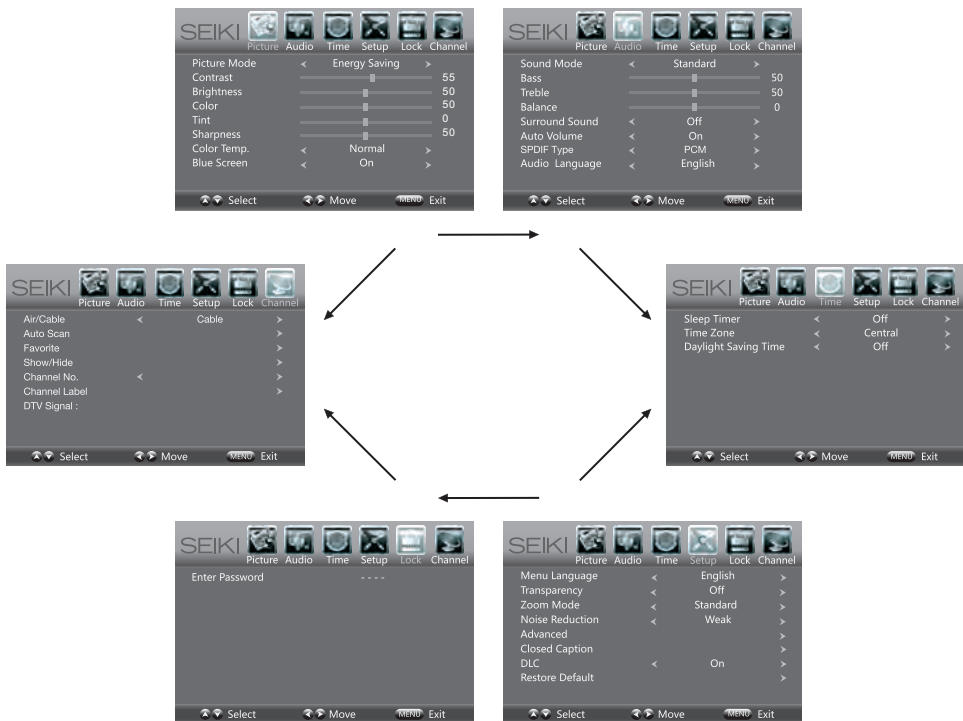 SEIKI
Picture Audio Time Setup Lock Channel
Picture Mode Energy Saving
Contrast 55
Brightness 50
Color 50
Tint 0
Sharpness 50
Color Temp. Normal
Blue Screen On
Select Move MENU Exit
SEIKI
Picture Audio Time Setup Lock Channel
Sound Mode Standard
Bass 50
Treble 50
Balance 0
Surround Sound Off
Auto Volume On
SPDIF Type PCM
Audio Language English
Select Move MENU Exit
SEIKI
Picture Audio Time Setup Lock Channel
Air/Cable Cable
Auto Scan
Favorite
Show/Hide
Channel No.
Channel Label
DTV Signal :
Select Move MENU Exit
SEIKI
Picture Audio Time Setup Lock Channel
Sleep Timer Off
Time Zone Central
Daylight Saving Time Off
Select Move MENU Exit
SEIKI
Picture Audio Time Setup Lock Channel
Enter Password - - - -
Select Move MENU Exit
SEIKI
Picture Audio Time Setup Lock Channel
Menu Language English
Transparency Off
Zoom Mode Standard
Noise Reduction Weak
Advanced
Closed Caption
DLC On
Restore Default
Select Move MENU Exit